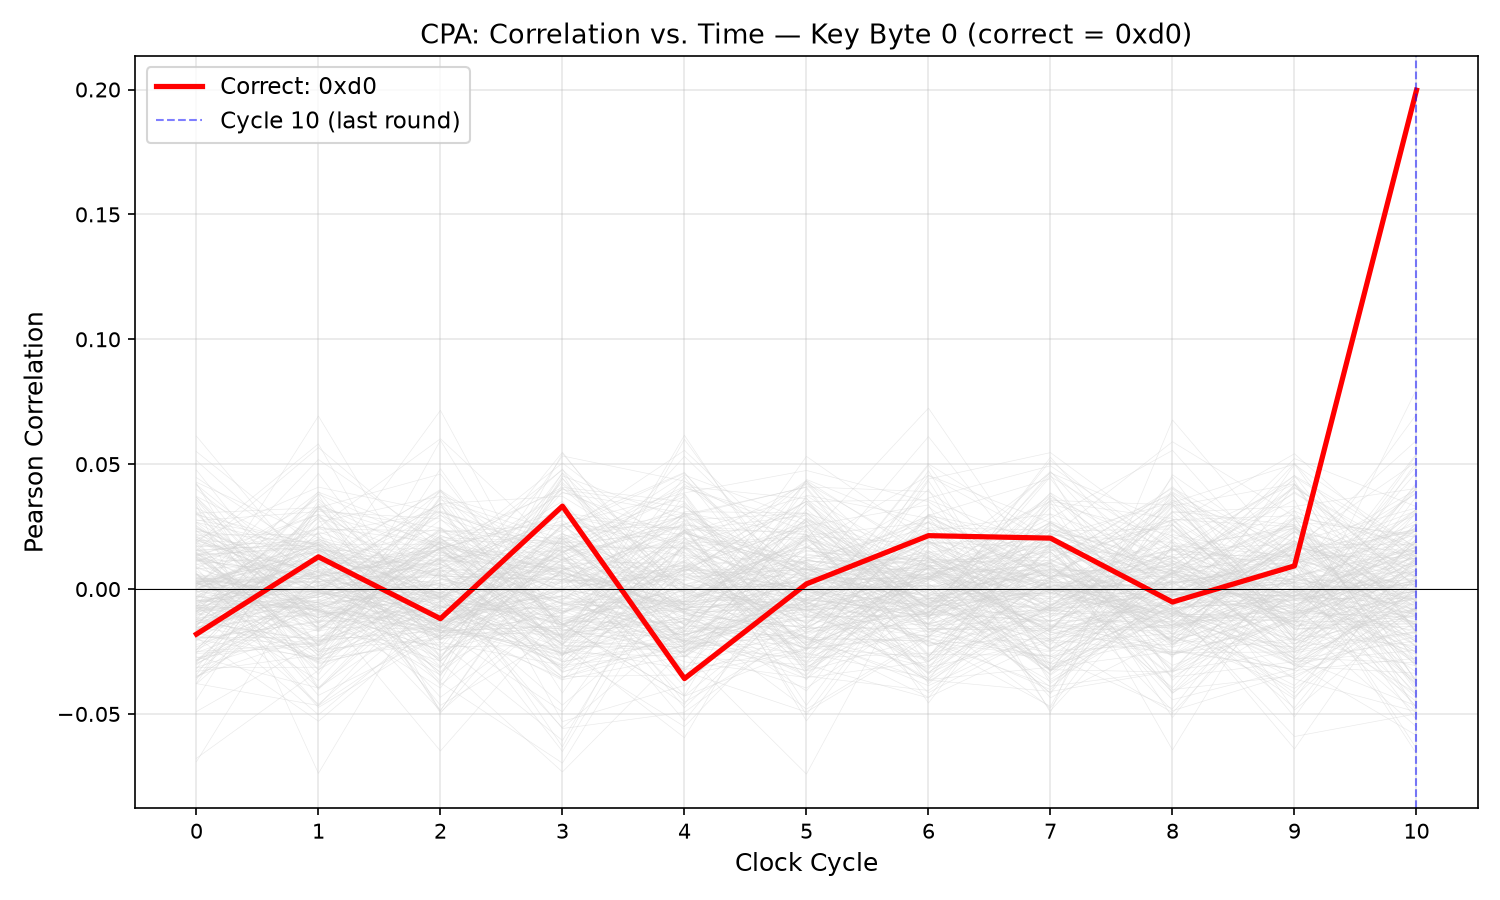 CPA: Correlation vs. Time — Key Byte 0 (correct = 0xd0)
Correct: 0xd0
Cycle 10 (last round)
0.20
0.15
0.10
0.05
0.00
−0.05
Pearson Correlation
0 1 2 3 4 5 6 7 8 9 10
Clock Cycle